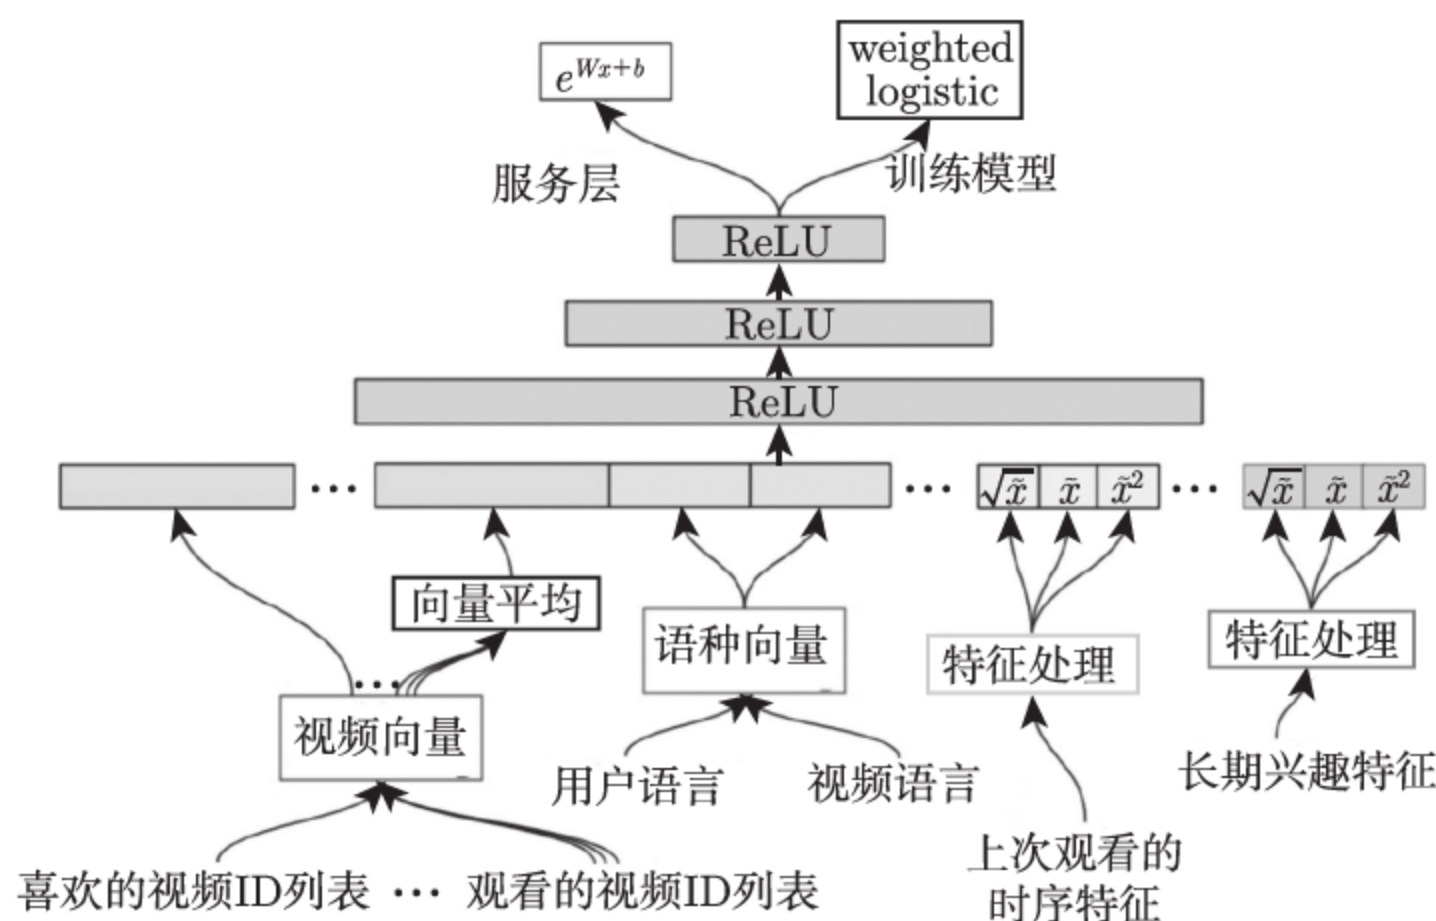 e^{Wx+b}
weighted
logistic
服务层
训练模型
ReLU
ReLU
ReLU
... ... √x̃ x̃ x̃² ... √x̃ x̃ x̃²
向量平均
语种向量
特征处理
特征处理
...
视频向量
用户语言
视频语言
长期兴趣特征
喜欢的视频ID列表 ... 观看的视频ID列表
上次观看的
时序特征